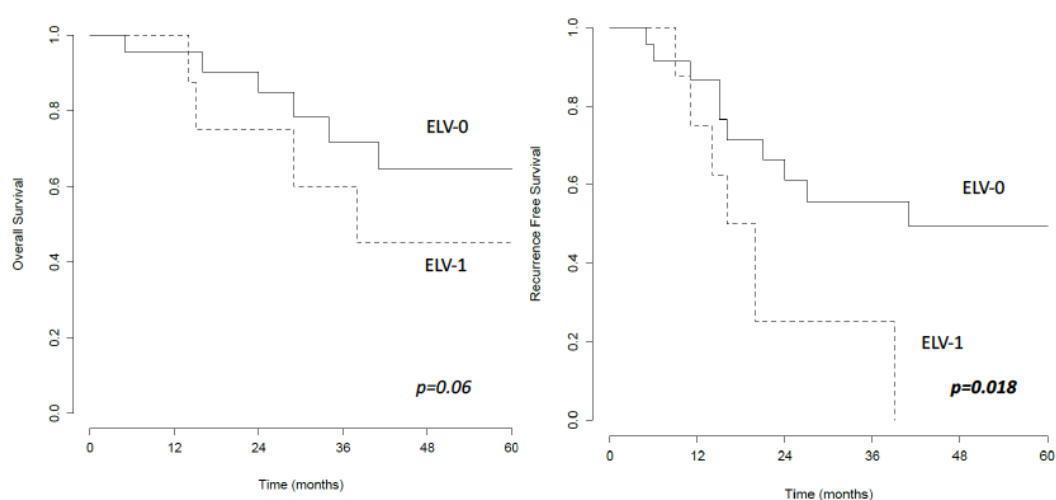 Overall Survival
1.0
0.8
0.6
0.4
0.2
0.0
ELV-0
ELV-1
p=0.06
0 12 24 36 48 60
Time (months)
Recurrence Free Survival
1.0
0.8
0.6
0.4
0.2
0.0
ELV-0
ELV-1
p=0.018
0 12 24 36 48 60
Time (months)